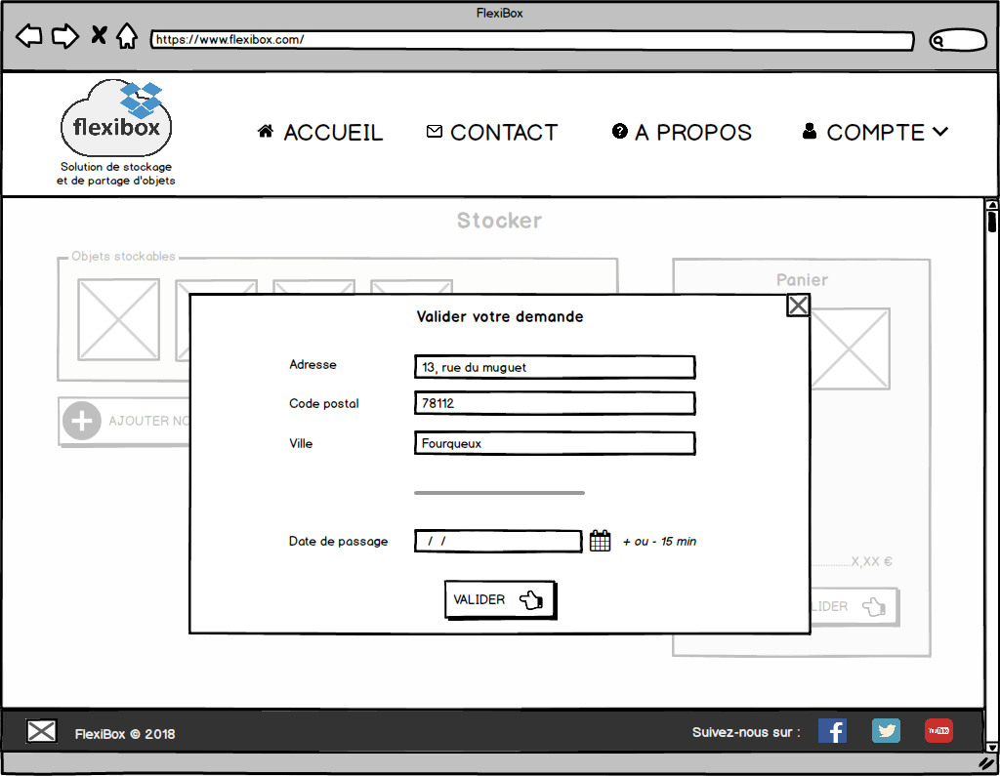 FlexiBox
https://www.flexibox.com/
flexibox
Solution de stockage
et de partage d'objets
ACCUEIL
CONTACT
A PROPOS
COMPTE
Stocker
Objets stockables
Panier
Valider votre demande
Adresse
13, rue du muguet
Code postal
78112
AJOUTER NO
Ville
Fourqueux
Date de passage
/ /
+ ou - 15 min
X,XX €
VALIDER
LIDER
FlexiBox © 2018
Suivez-nous sur :
YouTube